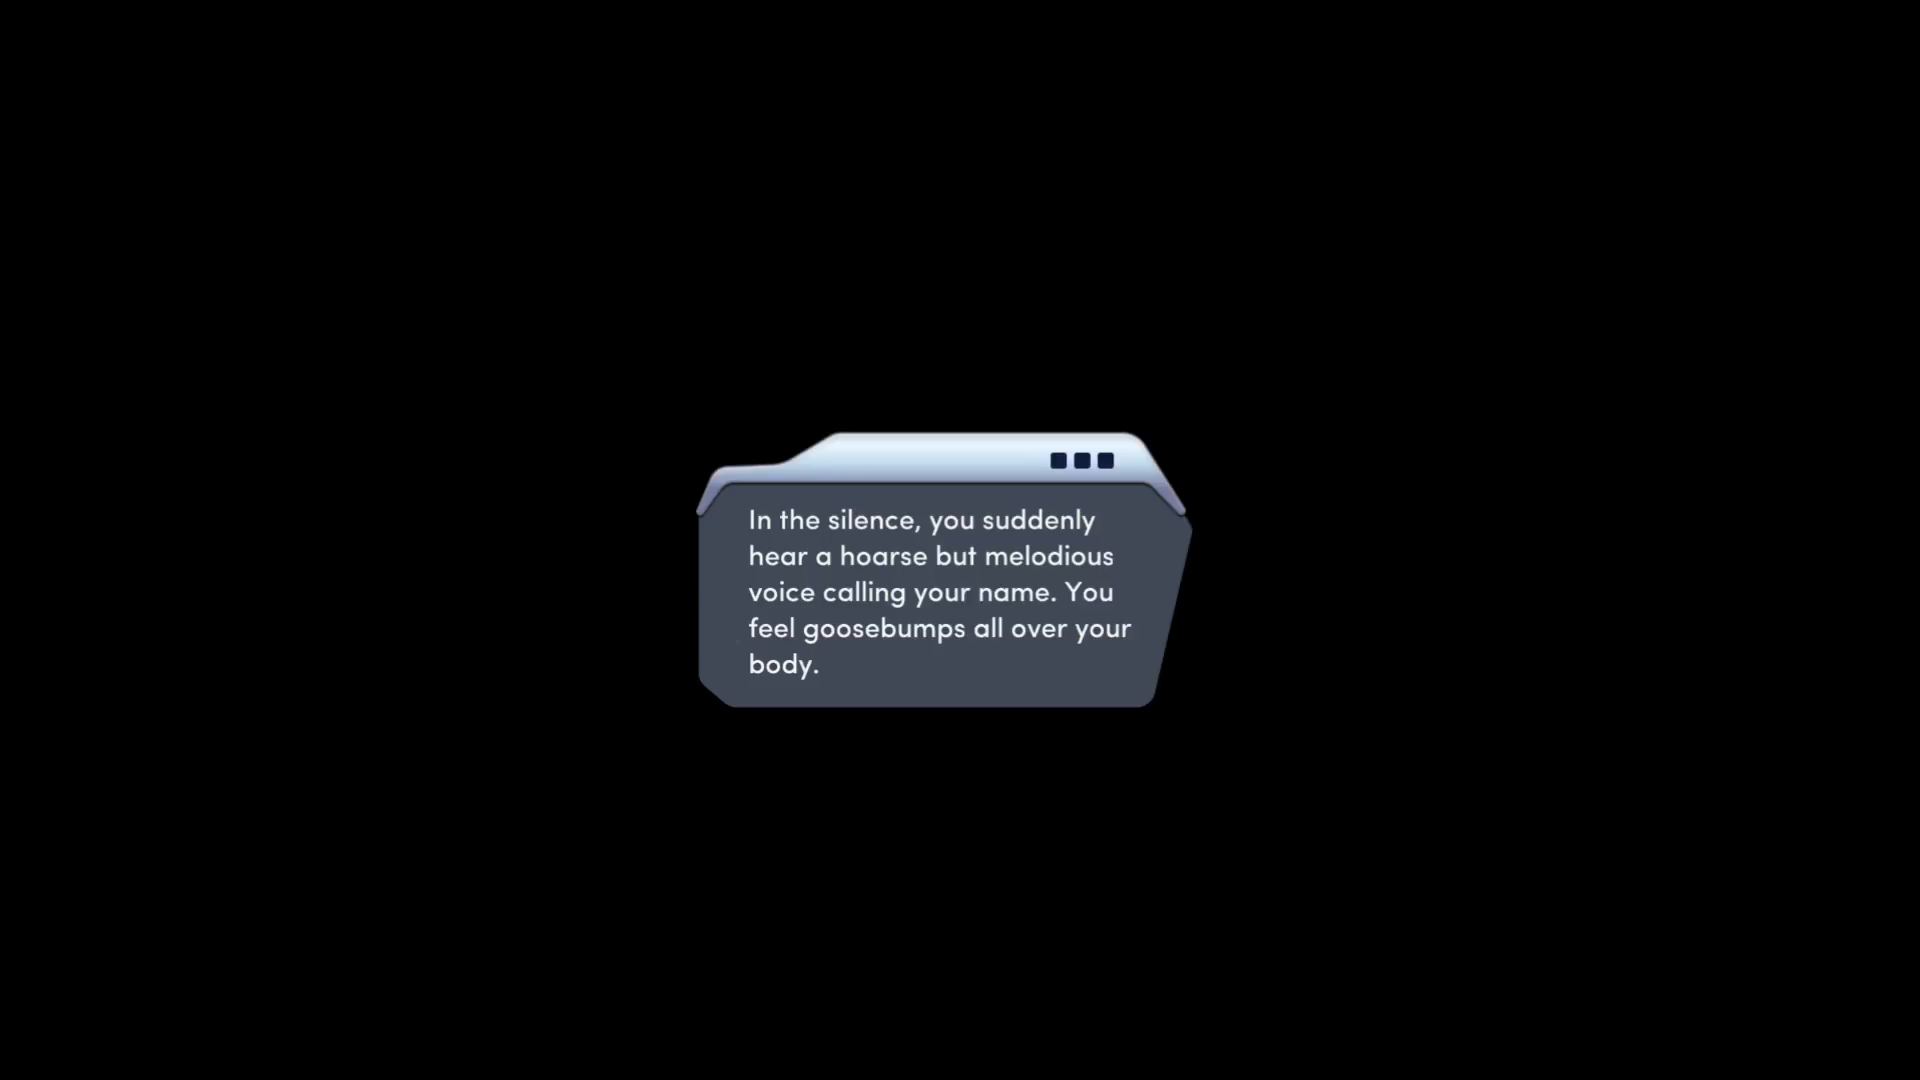 In the silence, you suddenly
hear a hoarse but melodious
voice calling your name. You
feel goosebumps all over your
body.